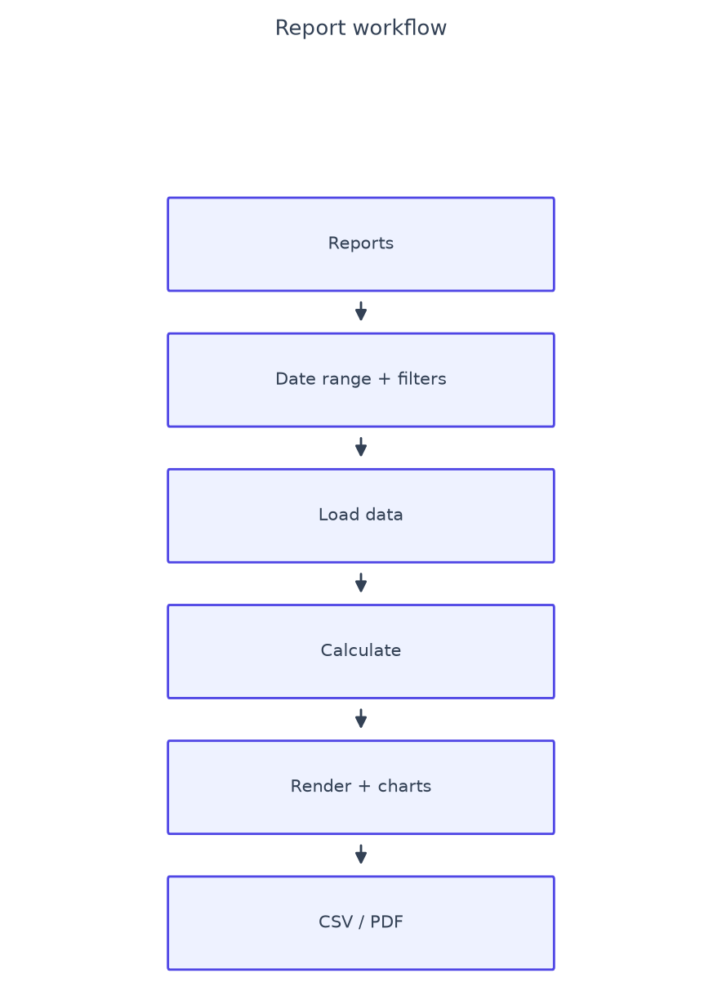 Report workflow
Reports
Date range + filters
Load data
Calculate
Render + charts
CSV / PDF